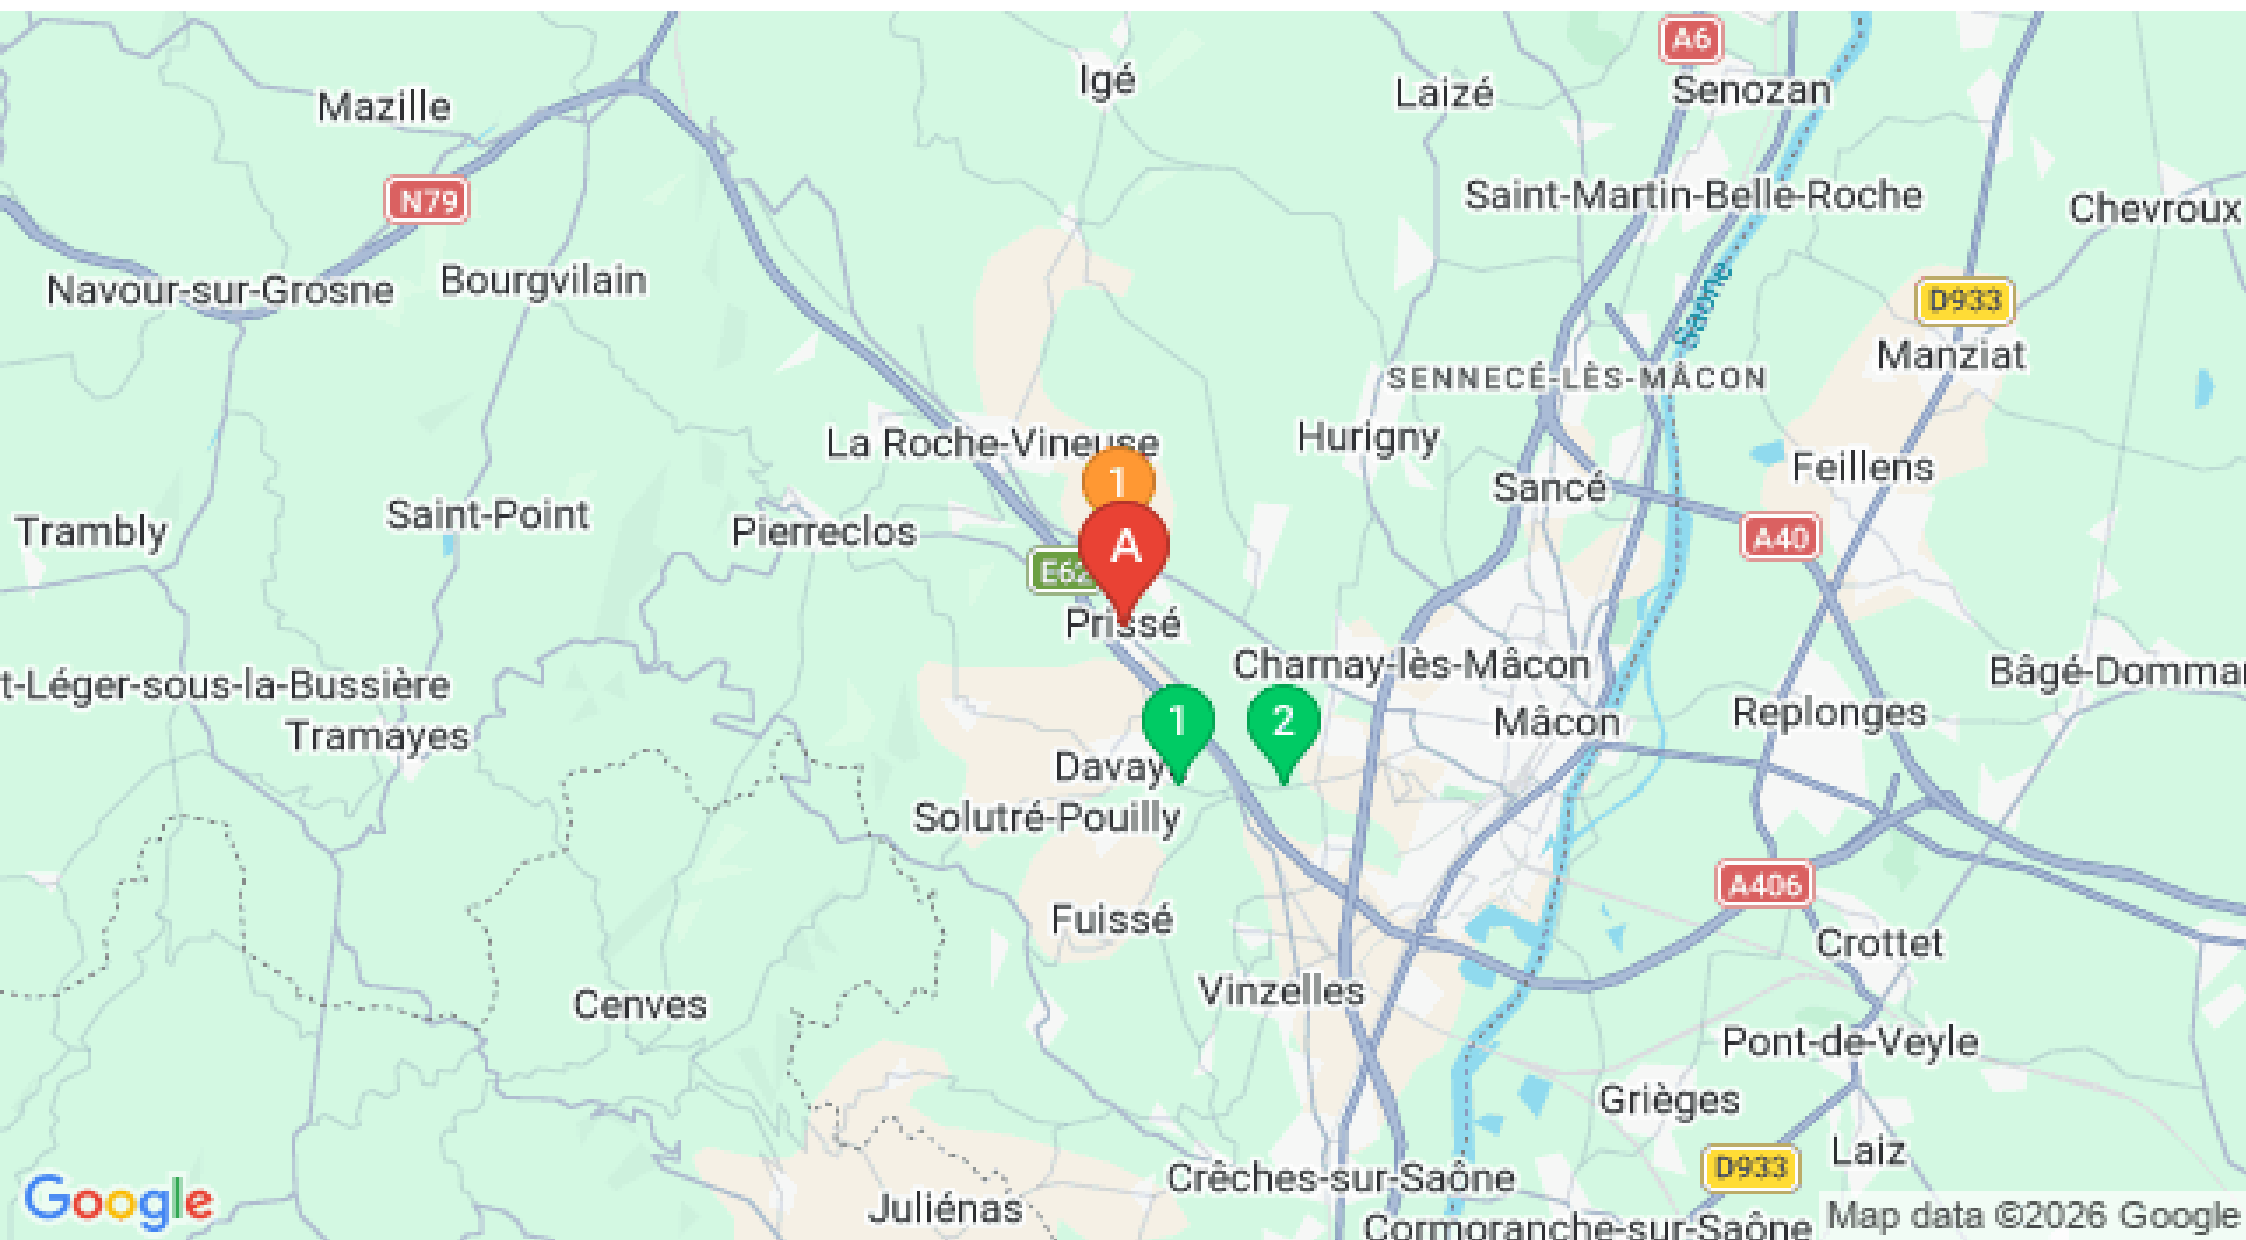 A6
Igé
Laizé
Senozan
Mazille
N79
Saint-Martin-Belle-Roche
Chevroux
Navour-sur-Grosne
Bourgvilain
Saône
D933
Manziat
SENNECÉ-LÈS-MÂCON
La Roche-Vineuse
Hurigny
Feillens
1
Sancé
Trambly
Saint-Point
Pierreclos
A40
A
E62
Prissé
Charnay-lès-Mâcon
t-Léger-sous-la-Bussière
Bâgé-Dommar
Tramayes
1
2
Mâcon
Replonges
Davay
Solutré-Pouilly
A406
Fuissé
Crottet
Vinzelles
Cenves
Pont-de-Veyle
Grièges
Laiz
D933
Crêches-sur-Saône
Juliénas
Google
Cormoranche-sur-Saône
Map data ©2026 Google